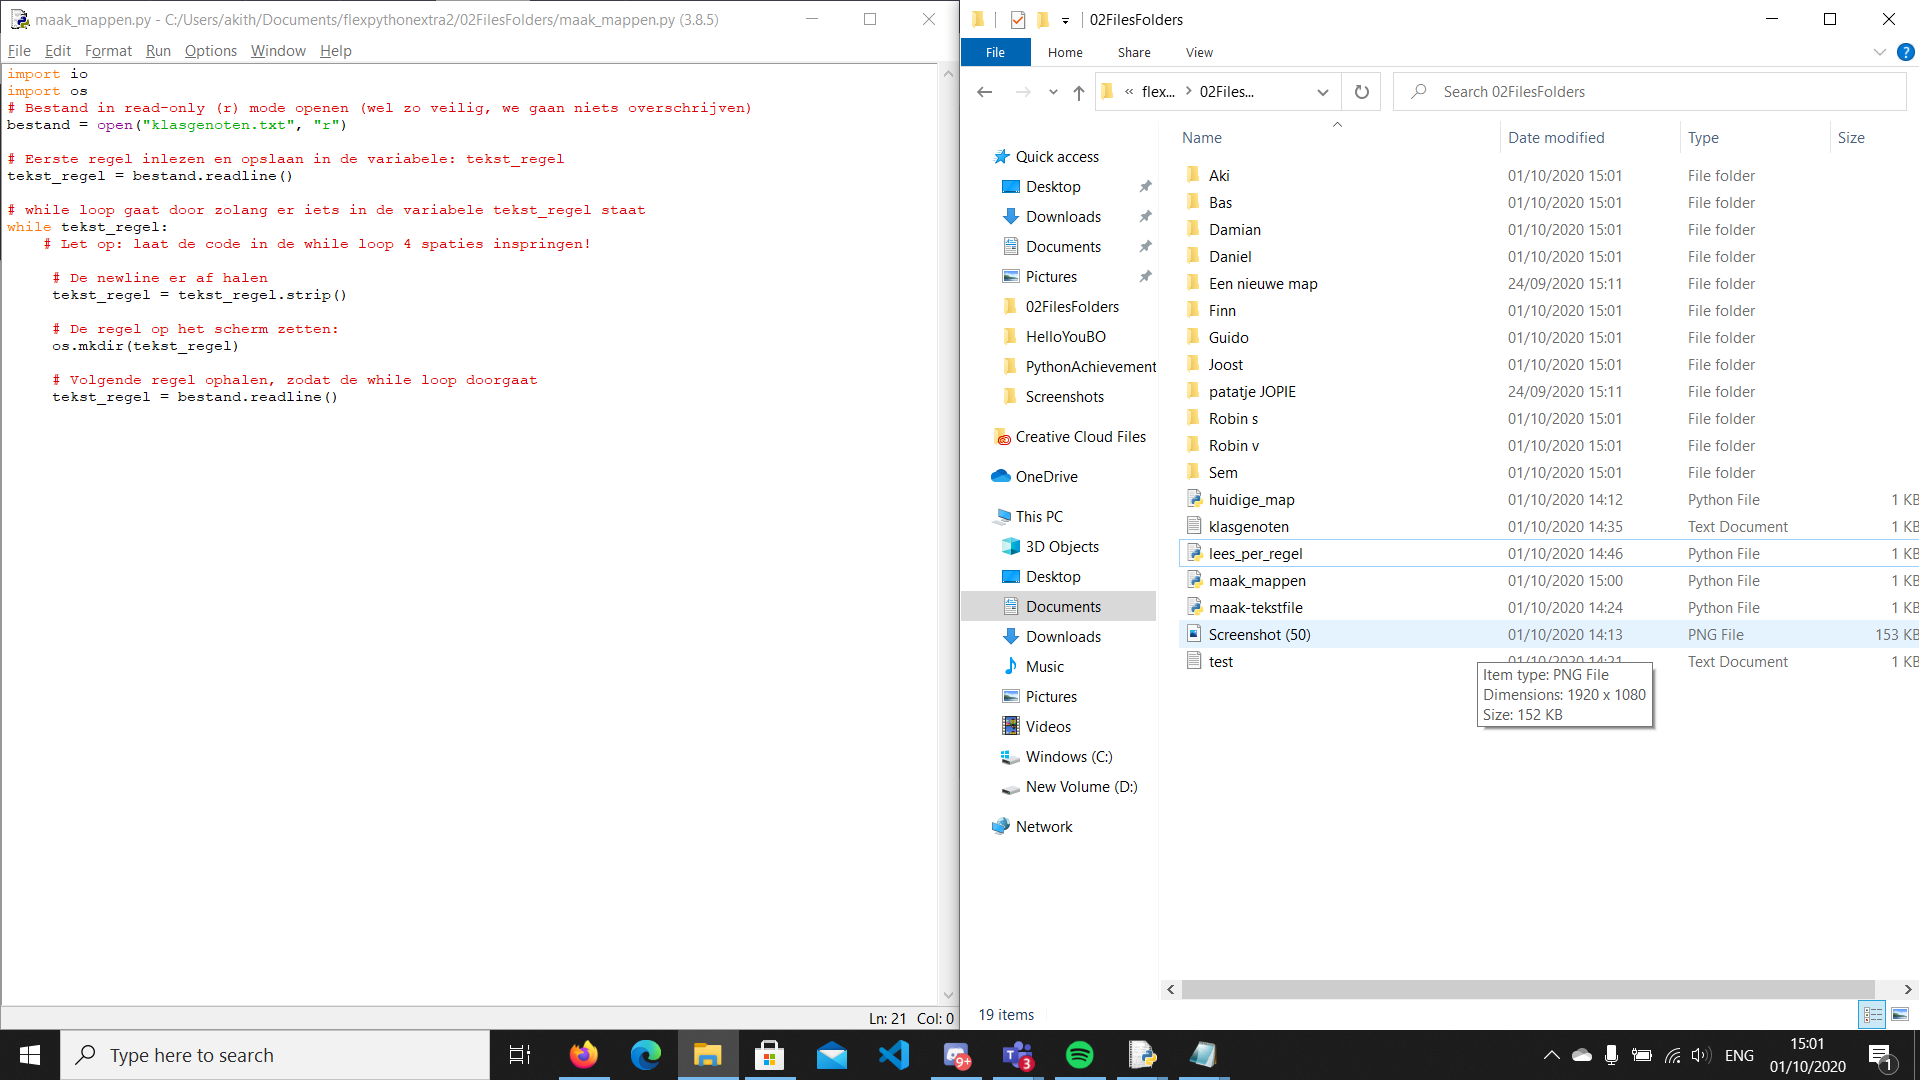 maak_mappen.py - C:/Users/akith/Documents/flexpythonextra2/02FilesFolders/maak_mappen.py (3.8.5)
File Edit Format Run Options Window Help
import io
import os
# Bestand in read-only (r) mode openen (wel zo veilig, we gaan niets overschrijven)
bestand = open("klasgenoten.txt", "r")
# Eerste regel inlezen en opslaan in de variabele: tekst_regel
tekst_regel = bestand.readline()
# while loop gaat door zolang er iets in de variabele tekst_regel staat
while tekst_regel:
# Let op: laat de code in de while loop 4 spaties inspringen!
# De newline er af halen
tekst_regel = tekst_regel.strip()
# De regel op het scherm zetten:
os.mkdir(tekst_regel)
# Volgende regel ophalen, zodat de while loop doorgaat
tekst_regel = bestand.readline()
Ln: 21 Col: 0
02FilesFolders
File Home Share View
« flex... > 02Files...
Search 02FilesFolders
Quick access
Desktop
Downloads
Documents
Pictures
02FilesFolders
HelloYouBO
PythonAchievement
Screenshots
Creative Cloud Files
OneDrive
This PC
3D Objects
Desktop
Documents
Downloads
Music
Pictures
Videos
Windows (C:)
New Volume (D:)
Network
Name Date modified Type Size
Aki 01/10/2020 15:01 File folder
Bas 01/10/2020 15:01 File folder
Damian 01/10/2020 15:01 File folder
Daniel 01/10/2020 15:01 File folder
Een nieuwe map 24/09/2020 15:11 File folder
Finn 01/10/2020 15:01 File folder
Guido 01/10/2020 15:01 File folder
Joost 01/10/2020 15:01 File folder
patatje JOPIE 24/09/2020 15:11 File folder
Robin s 01/10/2020 15:01 File folder
Robin v 01/10/2020 15:01 File folder
Sem 01/10/2020 15:01 File folder
huidige_map 01/10/2020 14:12 Python File 1 KB
klasgenoten 01/10/2020 14:35 Text Document 1 KB
lees_per_regel 01/10/2020 14:46 Python File 1 KB
maak_mappen 01/10/2020 15:00 Python File 1 KB
maak-tekstfile 01/10/2020 14:24 Python File 1 KB
Screenshot (50) 01/10/2020 14:13 PNG File 153 KB
test 01/10/2020 14:21 Text Document 1 KB
Item type: PNG File
Dimensions: 1920 x 1080
Size: 152 KB
19 items
Type here to search
9+
3
ENG
15:01
01/10/2020
1